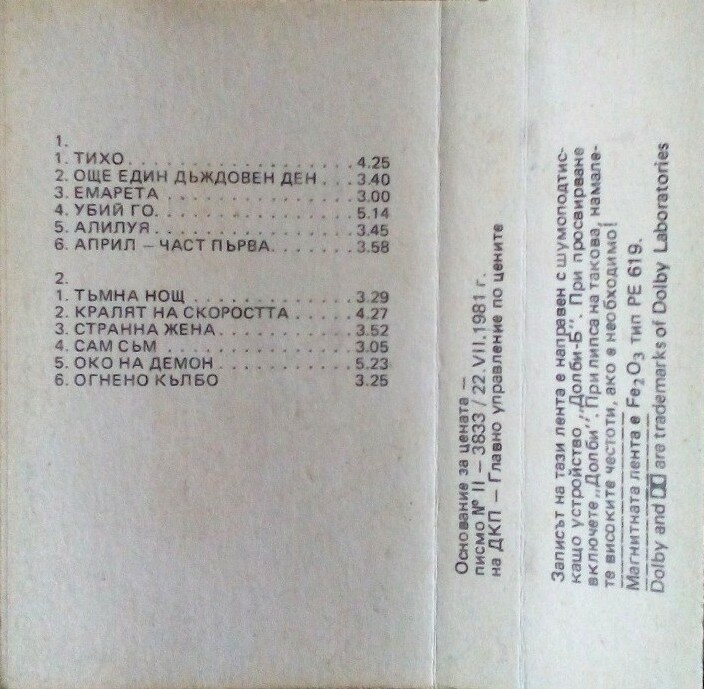 1.
1. ТИХО. . . . . . . . . . . . . . . . . . . . 4.25
2. ОЩЕ ЕДИН ДЪЖДОВЕН ДЕН . . . 3.40
3. ЕМАРЕТА . . . . . . . . . . . . . . . . . 3.00
4. УБИЙ ГО. . . . . . . . . . . . . . . . . . 5.14
5. АЛИЛУЯ. . . . . . . . . . . . . . . . . . 3.45
6. АПРИЛ – ЧАСТ ПЪРВА. . . . . . . 3.58
2.
1. ТЪМНА НОЩ . . . . . . . . . . . . . . 3.29
2. КРАЛЯТ НА СКОРОСТТА . . . . . 4.27
3. СТРАННА ЖЕНА. . . . . . . . . . . . 3.52
4. САМ СЪМ . . . . . . . . . . . . . . . . . 3.05
5. ОКО НА ДЕМОН . . . . . . . . . . . . 5.23
6. ОГНЕНО КЪЛБО 3.25
Основание за цената –
писмо № II – 3833 / 22.VII.1981 г.
на ДКП – Главно управление по цените
Записът на тази лента е направен с шумоподтис-
кащо устройство „Долби-Б". При просвирване
включете „Долби". При липса на такова, намале-
те високите честоти, ако е необходимо!
Магнитната лента е Fe2O3 тип PE 619.
Dolby and are trademarks of Dolby Laboratories